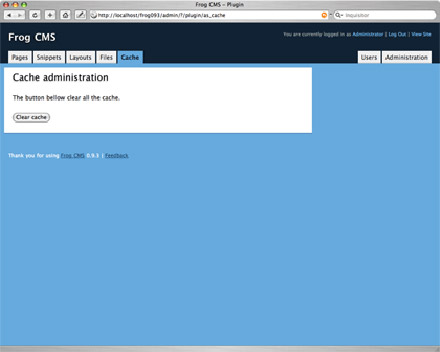 Frog CMS – Plugin
http://localhost/frog093/admin/?/plugin/as_cache
Inquisitor
Frog CMS
You are currently logged in as Administrator | Log Out | View Site
Pages Snippets Layouts Files Cache Users Administration
Cache administration
The button bellow clear all the cache.
Clear cache
Thank you for using Frog CMS 0.9.3 | Feedback